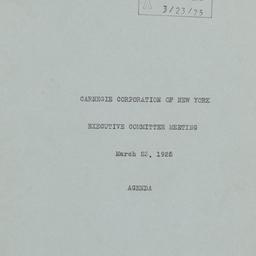 3/23/25
CARNEGIE CORPORATION OF NEW YORK
EXECUTIVE COMMITTEE MEETING
March 23, 1925
AGENDA